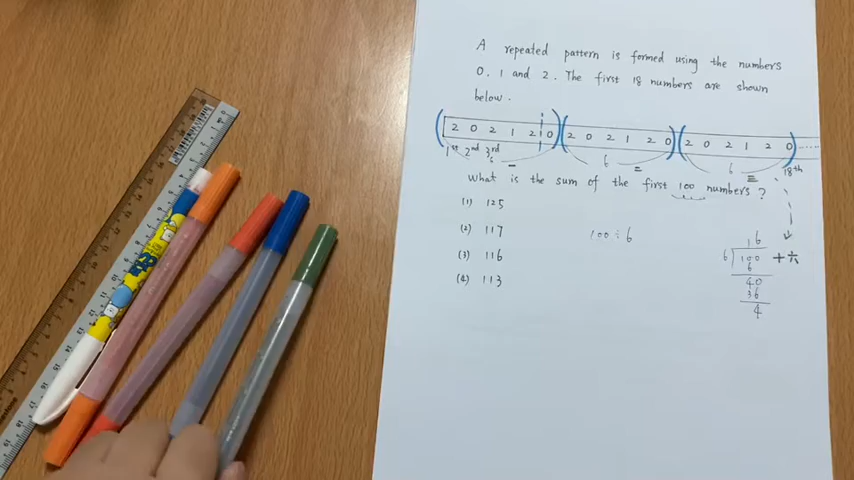 A repeated pattern is formed using the numbers
0, 1 and 2. The first 18 numbers are shown
below.
(2 0 2 1 2 0)(2 0 2 1 2 0)(2 0 2 1 2 0)......
1st 2nd 3rd 18th
6 6 6
What is the sum of the first 100 numbers ?
(1) 125
(2) 117
(3) 116
(4) 113
100 ÷ 6
16
6 100
6
40
36
4